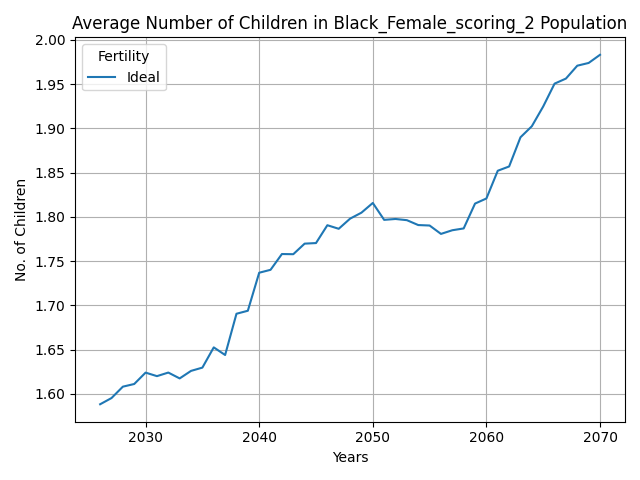 Average Number of Children in Black_Female_scoring_2 Population
Fertility
Ideal
No. of Children
2.00
1.95
1.90
1.85
1.80
1.75
1.70
1.65
1.60
2030 2040 2050 2060 2070
Years